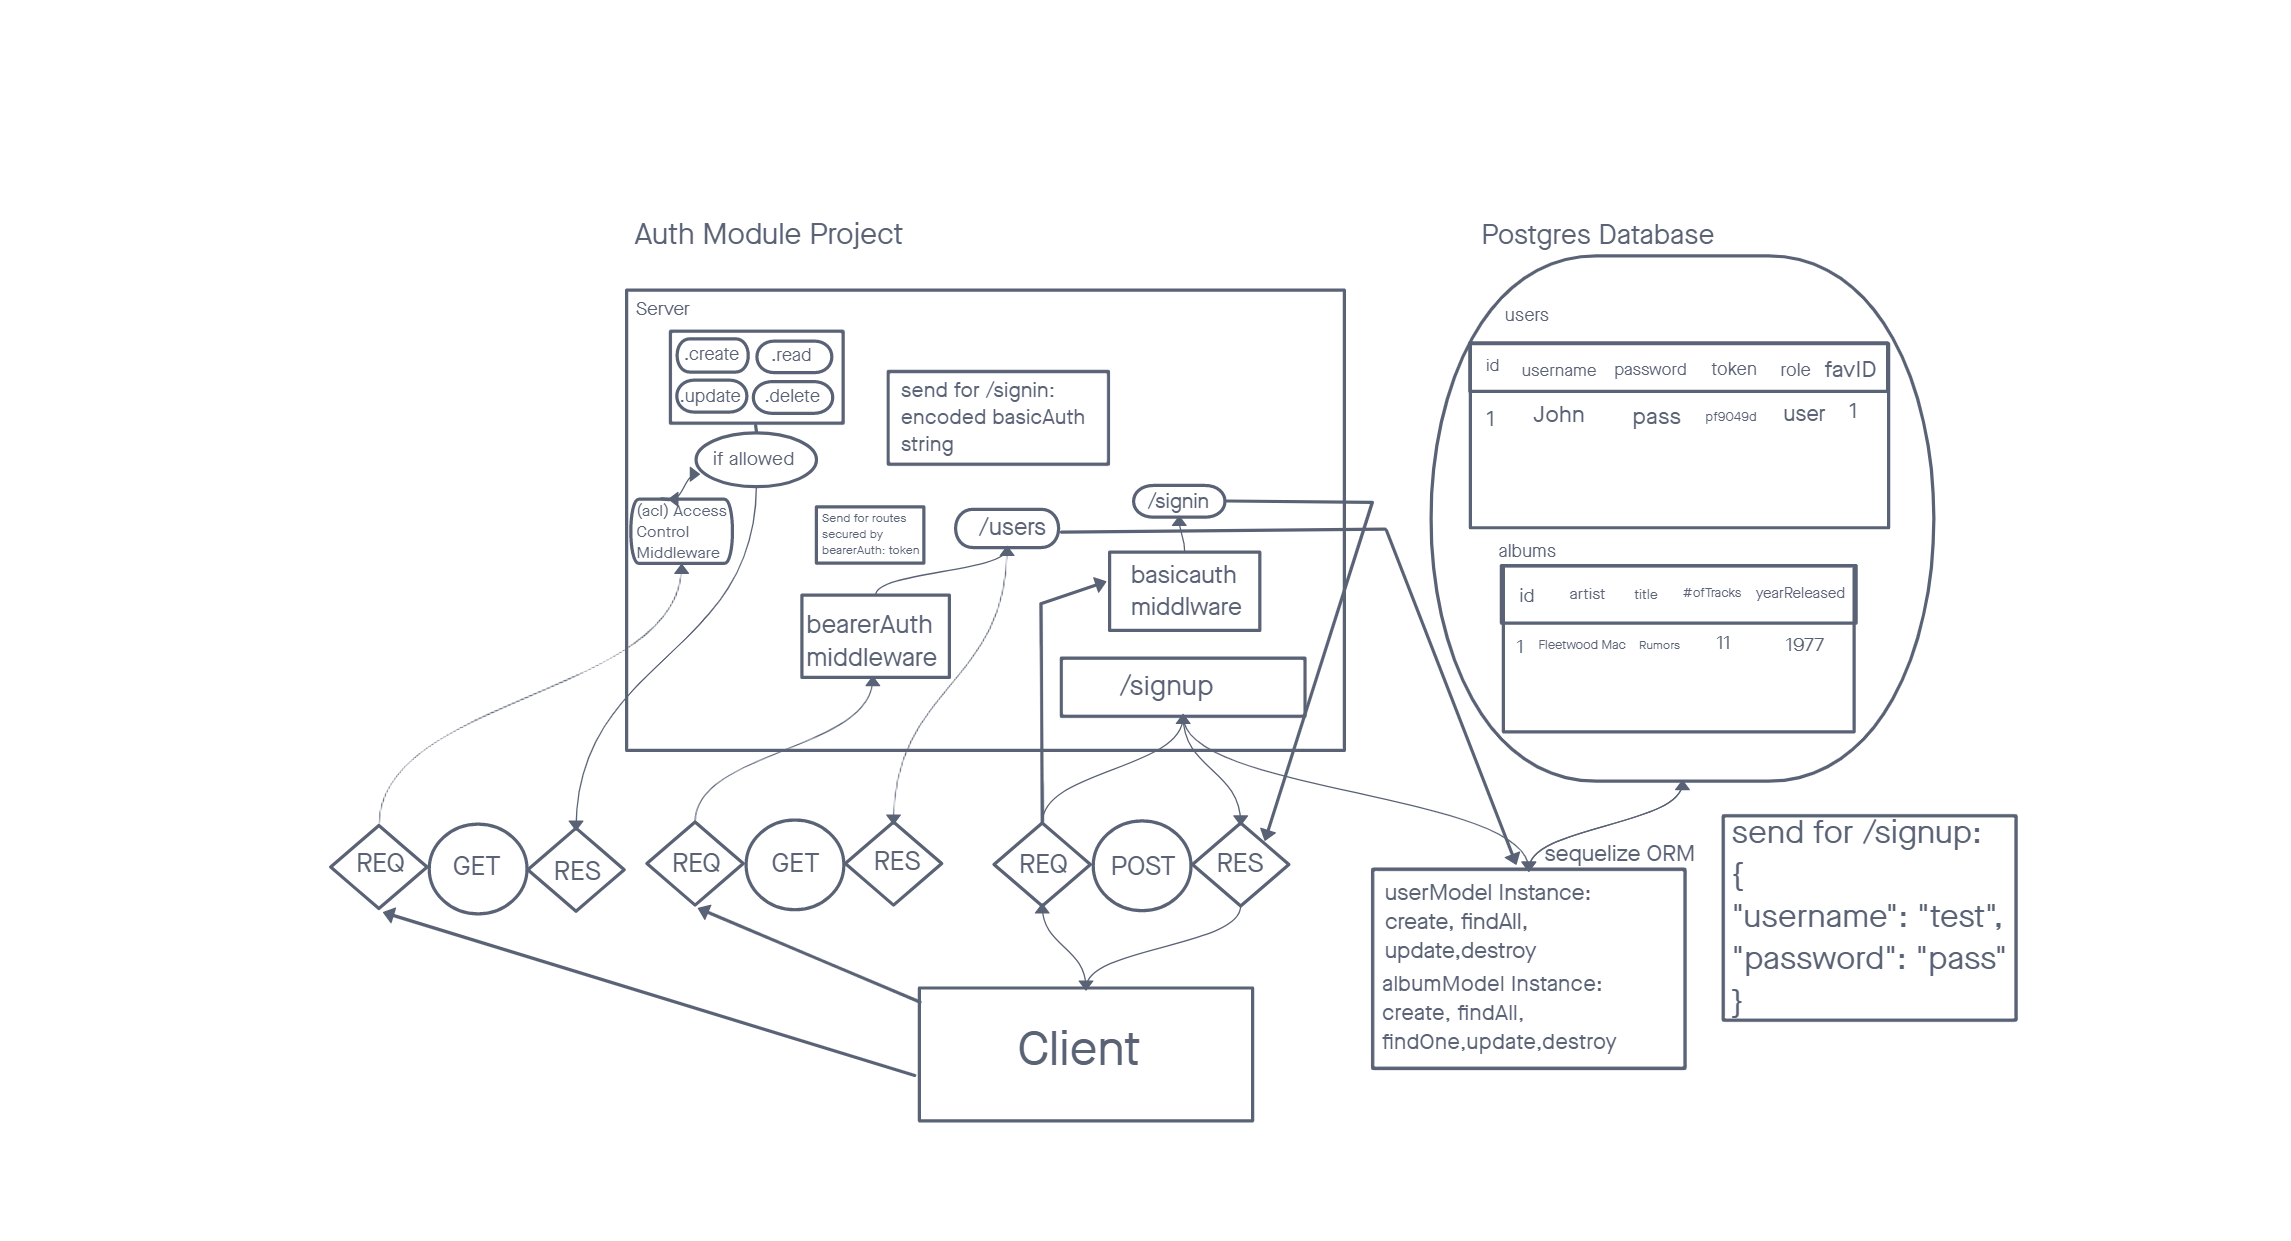 Auth Module Project
Postgres Database
Server
.create
.read
.update
.delete
if allowed
(acl) Access
Control
Middleware
send for /signin:
encoded basicAuth
string
Send for routes
secured by
bearerAuth: token
/users
/signin
bearerAuth
middleware
basicauth
middlware
/signup
users
id username password token role favID
1 John pass pf9049d user 1
albums
id artist title #ofTracks yearReleased
1 Fleetwood Mac Rumors 11 1977
REQ GET RES
REQ GET RES
REQ POST RES
Client
sequelize ORM
userModel Instance:
create, findAll,
update,destroy
albumModel Instance:
create, findAll,
findOne,update,destroy
send for /signup:
{
"username": "test",
"password": "pass"
}